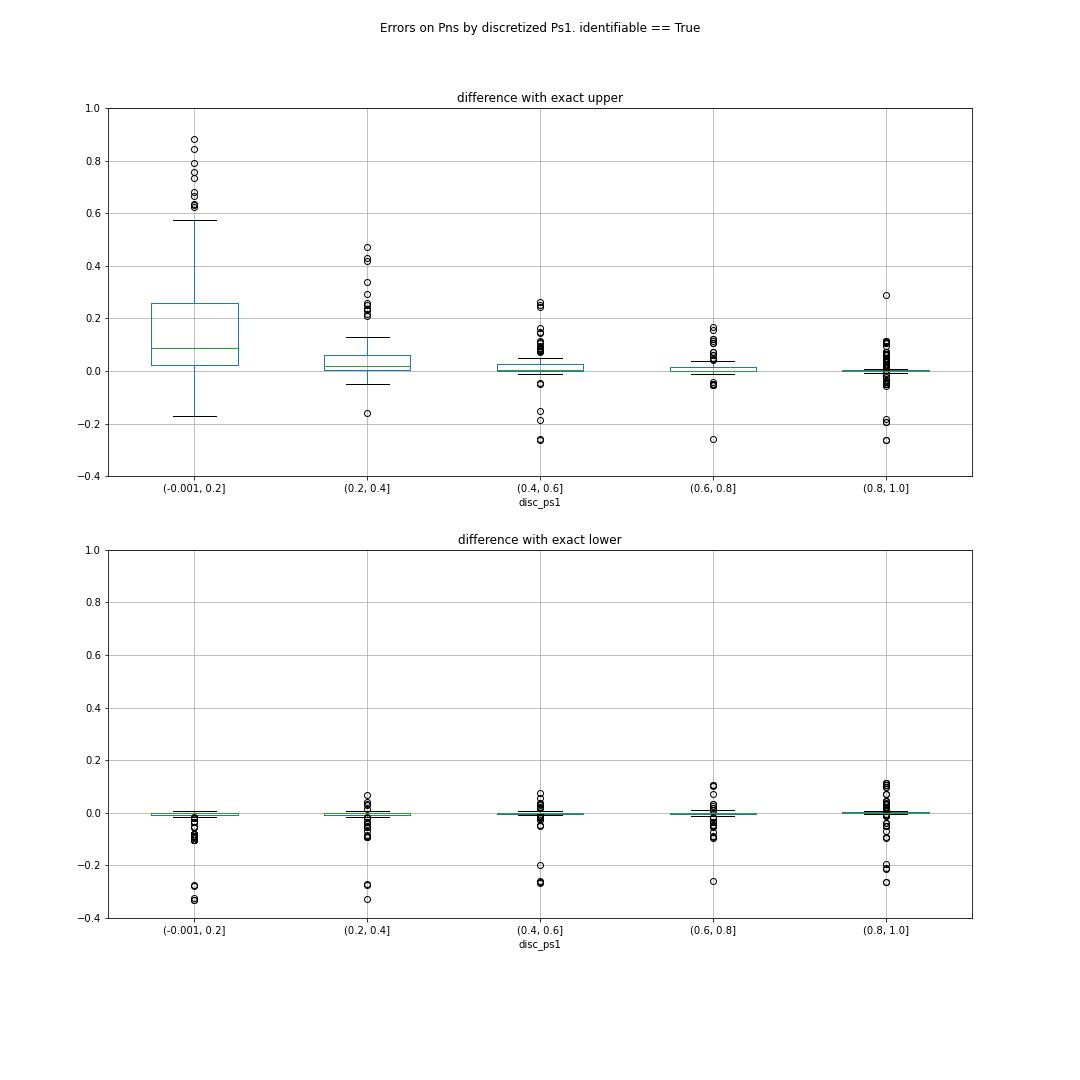 Errors on Pns by discretized Ps1. identifiable == True
difference with exact upper
1.0
0.8
0.6
0.4
0.2
0.0
−0.2
−0.4
(-0.001, 0.2] (0.2, 0.4] (0.4, 0.6] (0.6, 0.8] (0.8, 1.0]
disc_ps1
difference with exact lower
1.0
0.8
0.6
0.4
0.2
0.0
−0.2
−0.4
(-0.001, 0.2] (0.2, 0.4] (0.4, 0.6] (0.6, 0.8] (0.8, 1.0]
disc_ps1